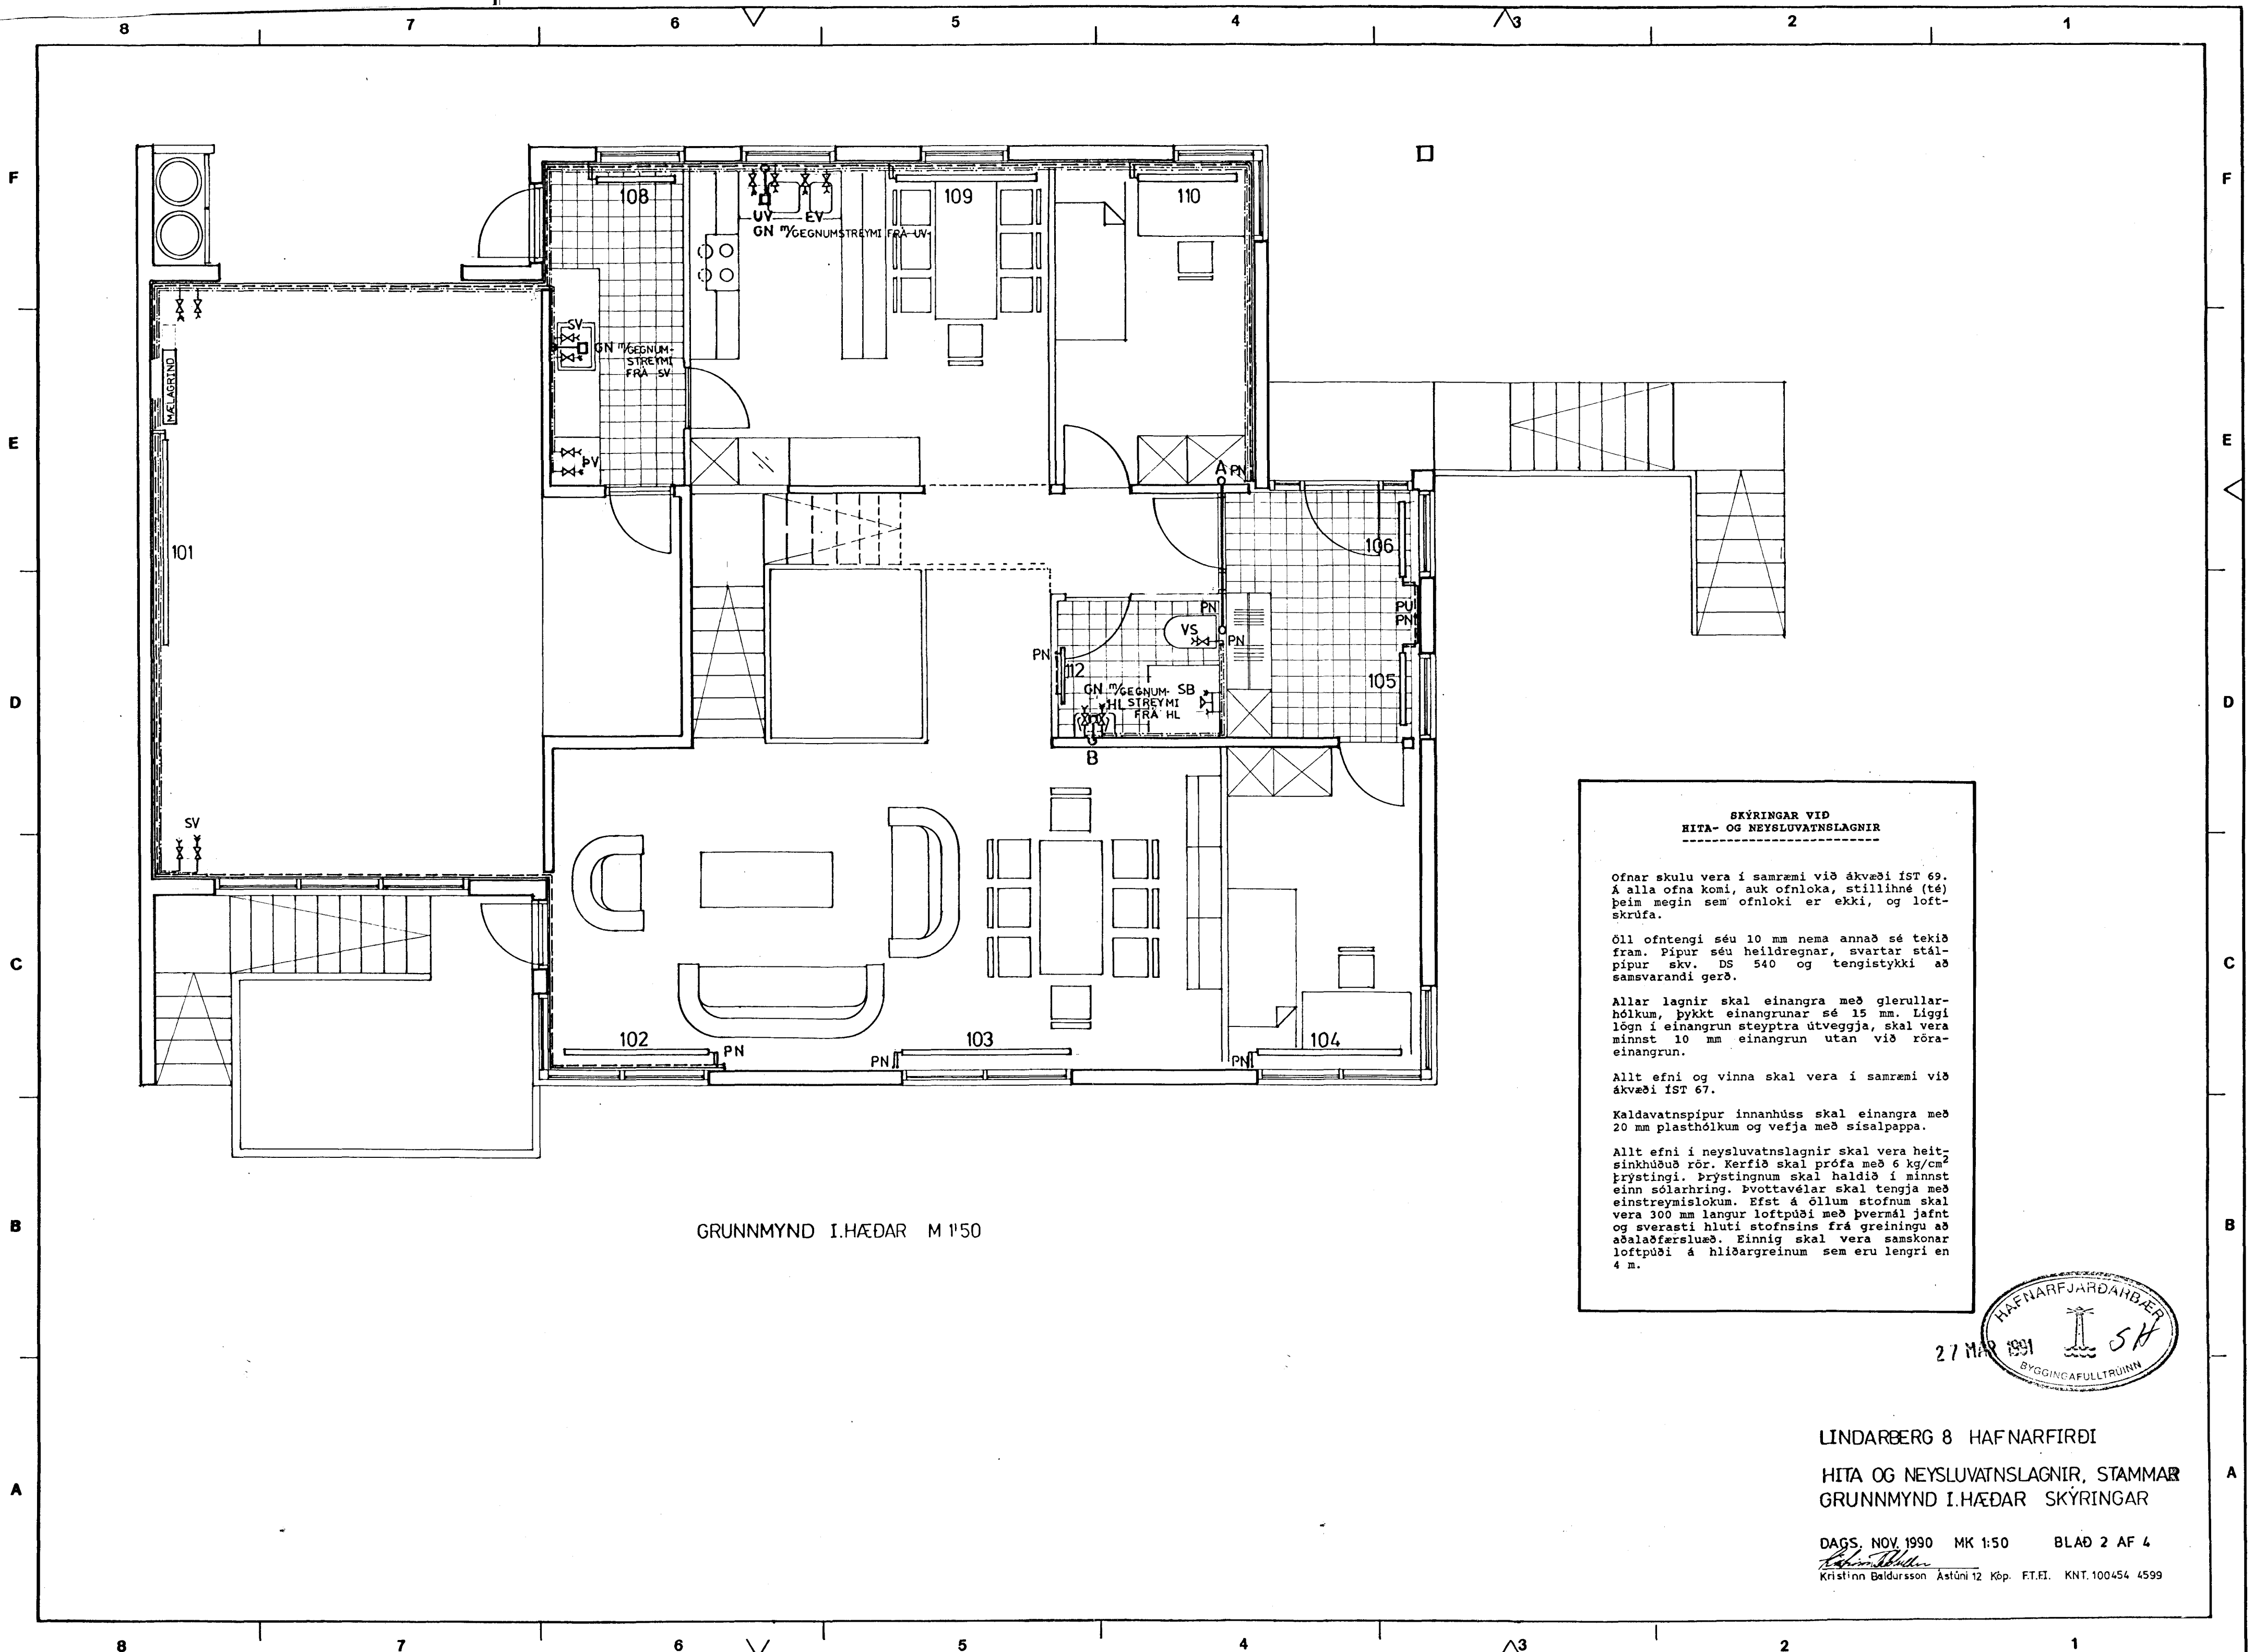 8 7 6 5 4 3 2 1
F
E
D
C
B
A
F
E
D
C
B
A
108
UV EV
GN m/GEGNUMSTREYMI FRÁ UV
109
110
SV
GN m/GEGNUM-
STREYMI
FRÁ SV
MÆLAGRIND
ÞV
A PN
101
106
PN
VS
PN
PU
PN
PN
112
105
GN m/GEGNUM- SB
HL STREYMI
FRÁ HL
B
SV
102
PN
PN
103
PN
104
GRUNNMYND I.HÆÐAR M 1'50
SKÝRINGAR VIÐ
HITA- OG NEYSLUVATNSLAGNIR
Ofnar skulu vera í samræmi við ákvæði ÍST 69.
Á alla ofna komi, auk ofnloka, stillihné (té)
þeim megin sem ofnloki er ekki, og loft-
skrúfa.
Öll ofntengi séu 10 mm nema annað sé tekið
fram. Pípur séu heildregnar, svartar stál-
pípur skv. DS 540 og tengistykki að
samsvarandi gerð.
Allar lagnir skal einangra með glerullar-
hólkum, þykkt einangrunar sé 15 mm. Liggi
lögn í einangrun steyptra útveggja, skal vera
minnst 10 mm einangrun utan við röra-
einangrun.
Allt efni og vinna skal vera í samræmi við
ákvæði ÍST 67.
Kaldavatnspípur innanhúss skal einangra með
20 mm plasthólkum og vefja með sísalpappa.
Allt efni í neysluvatnslagnir skal vera heit-
sinkhúðuð rör. Kerfið skal prófa með 6 kg/cm²
þrýstingi. Þrýstingnum skal haldið í minnst
einn sólarhring. Þvottavélar skal tengja með
einstreymislokum. Efst á öllum stofnum skal
vera 300 mm langur loftpúði með þvermál jafnt
og sverasti hluti stofnsins frá greiningu að
aðalaðfærsluæð. Einnig skal vera samskonar
loftpúði á hliðargreinum sem eru lengri en
4 m.
HAFNARFJARÐARBÆR
SH
27 MAR 1991
BYGGINGAFULLTRÚINN
LINDARBERG 8 HAFNARFIRÐI
HITA OG NEYSLUVATNSLAGNIR, STAMMAR
GRUNNMYND I.HÆÐAR SKÝRINGAR
DAGS. NOV. 1990 MK 1:50 BLAÐ 2 AF 4
Kristinn Baldursson Ástúni 12 Kóp. F.T.F.I. KNT. 100454 4599
8 7 6 5 4 3 2 1